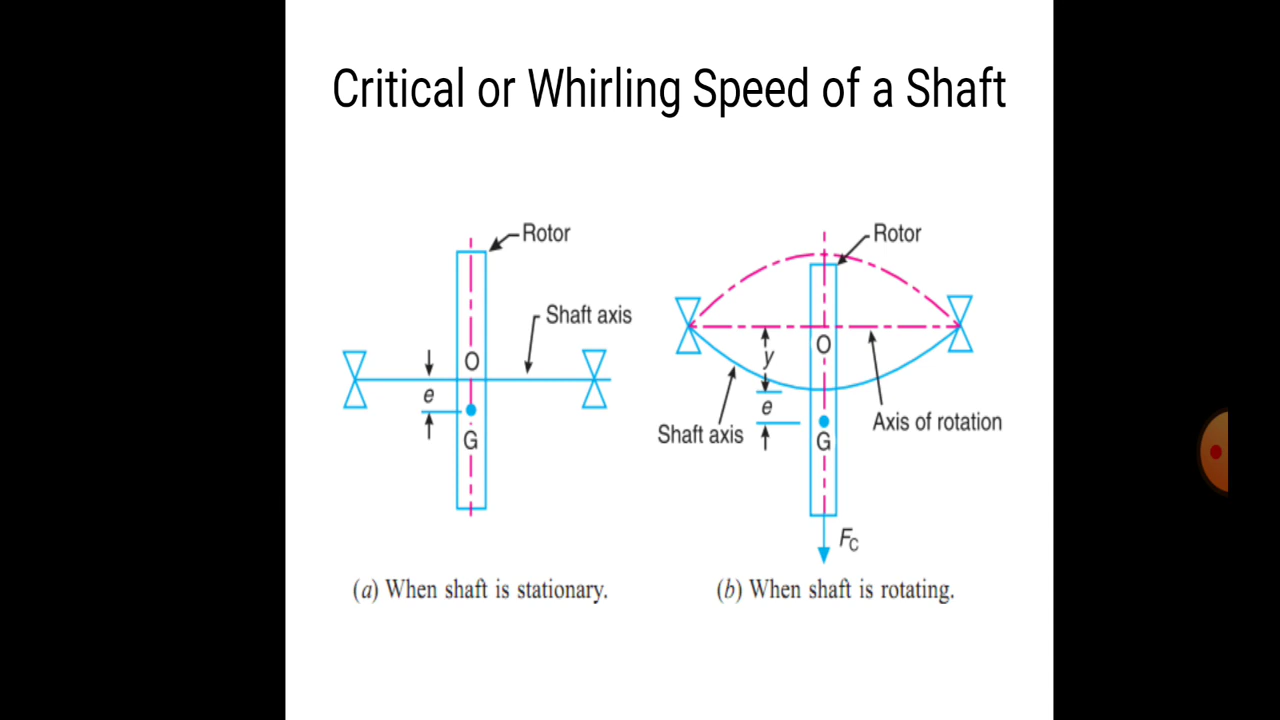 Critical or Whirling Speed of a Shaft
Rotor
Shaft axis
O
e
G
(a) When shaft is stationary.
Rotor
O
y
e
G
Shaft axis
Axis of rotation
FC
(b) When shaft is rotating.